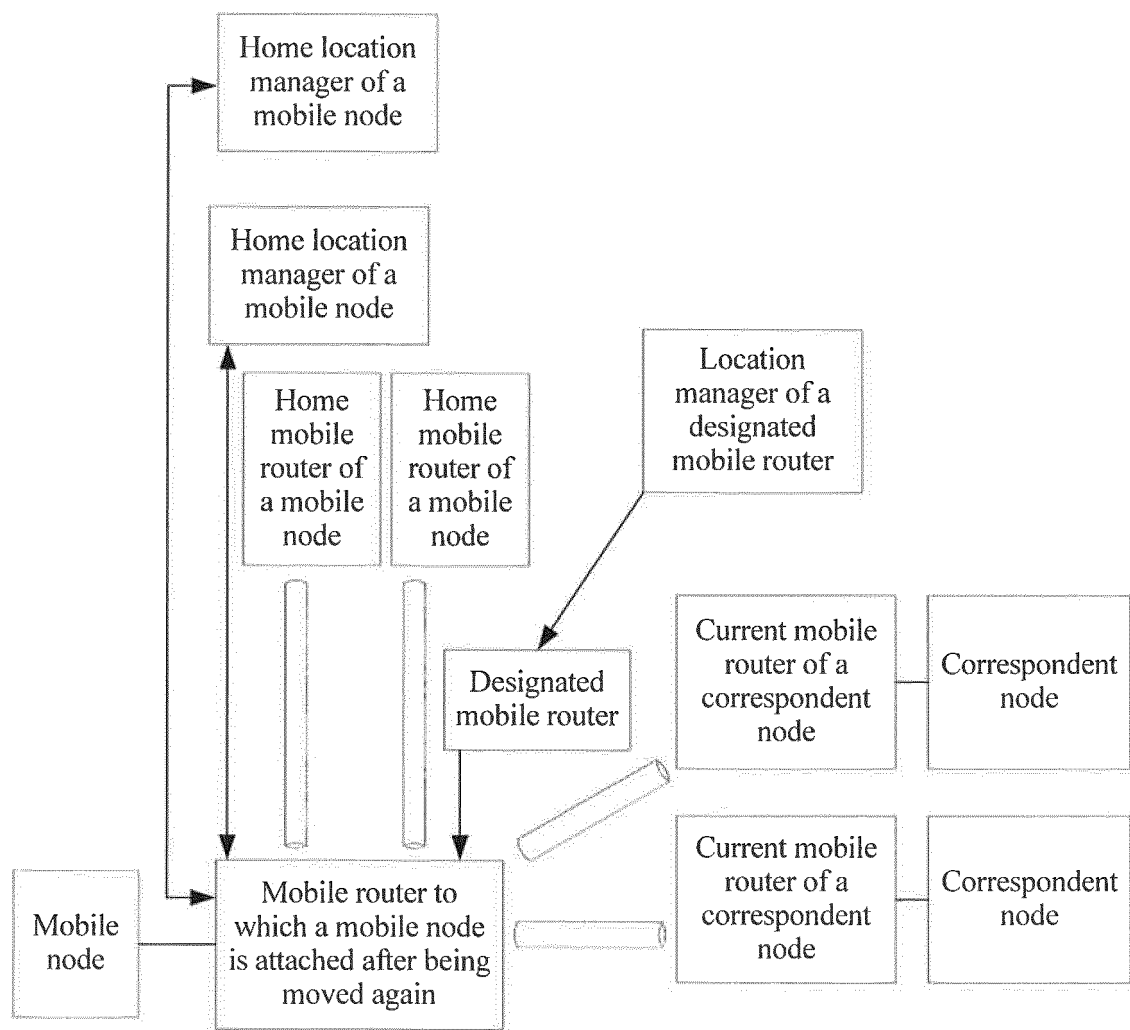 Home location
manager of a
mobile node
Home location
manager of a
mobile node
Home
mobile
router of
a mobile
node
Home
mobile
router of
a mobile
node
Location
manager of a
designated
mobile router
Designated
mobile router
Current mobile
router of a
correspondent
node
Correspondent
node
Current mobile
router of a
correspondent
node
Correspondent
node
Mobile
node
Mobile router to
which a mobile node
is attached after being
moved again